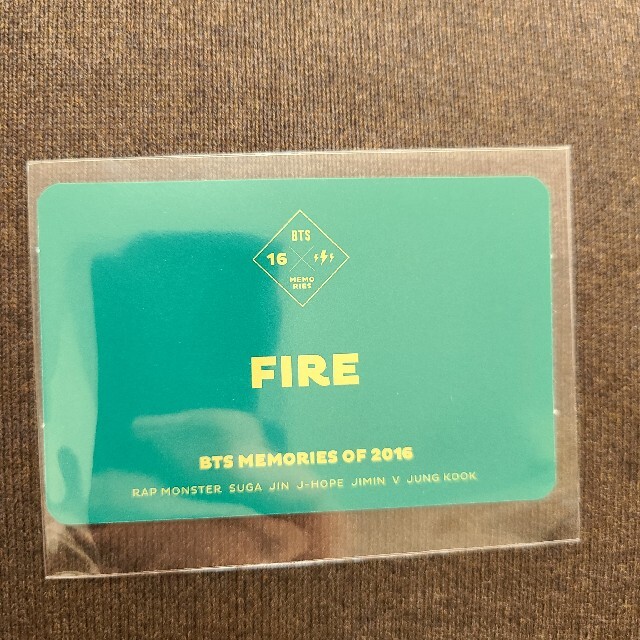 BTS
16
MEMO
RIES
FIRE
BTS MEMORIES OF 2016
RAP MONSTER SUGA JIN J-HOPE JIMIN V JUNG KOOK